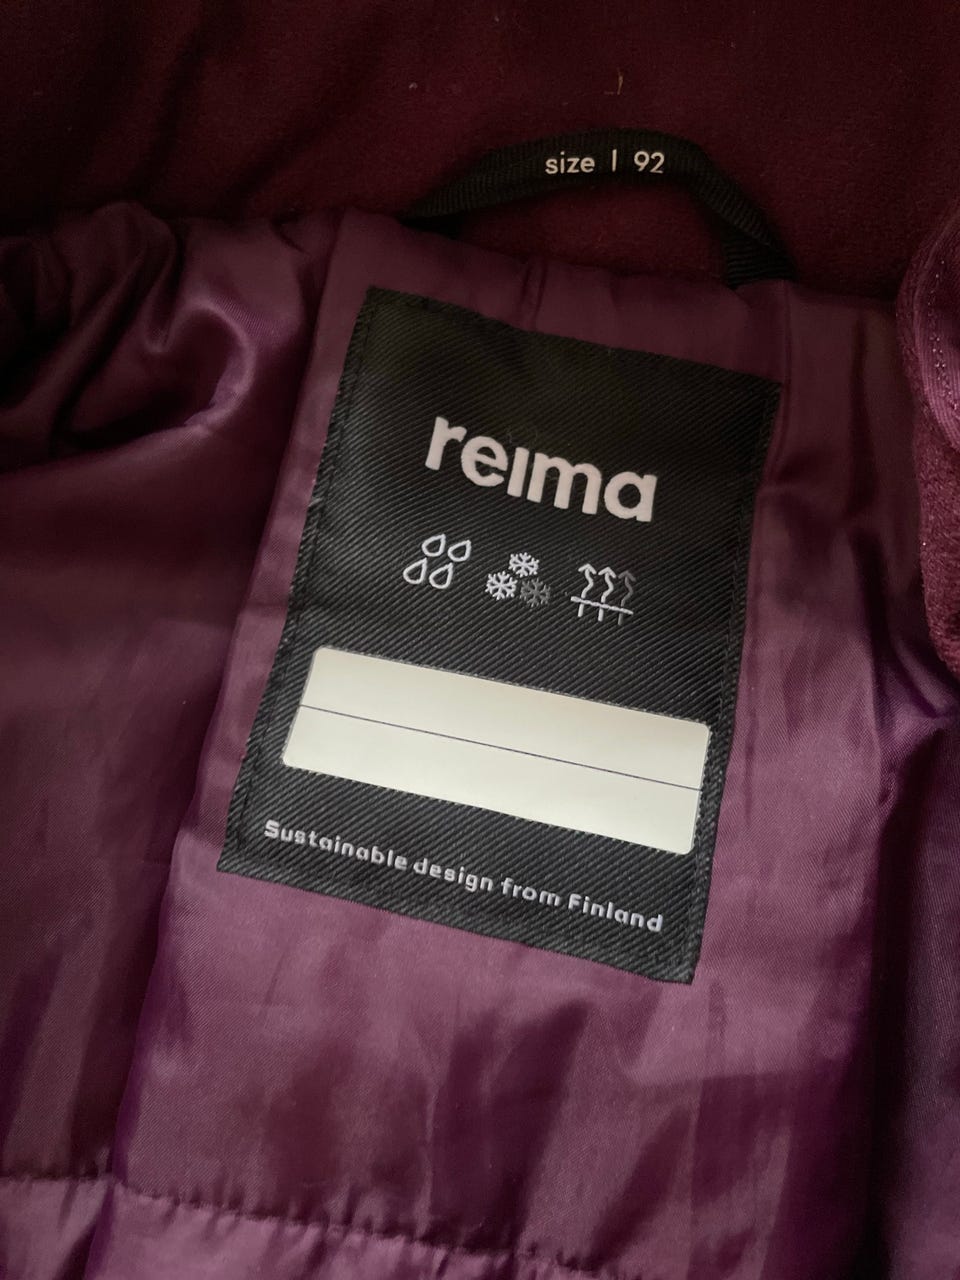 size | 92
reima
Sustainable design from Finland